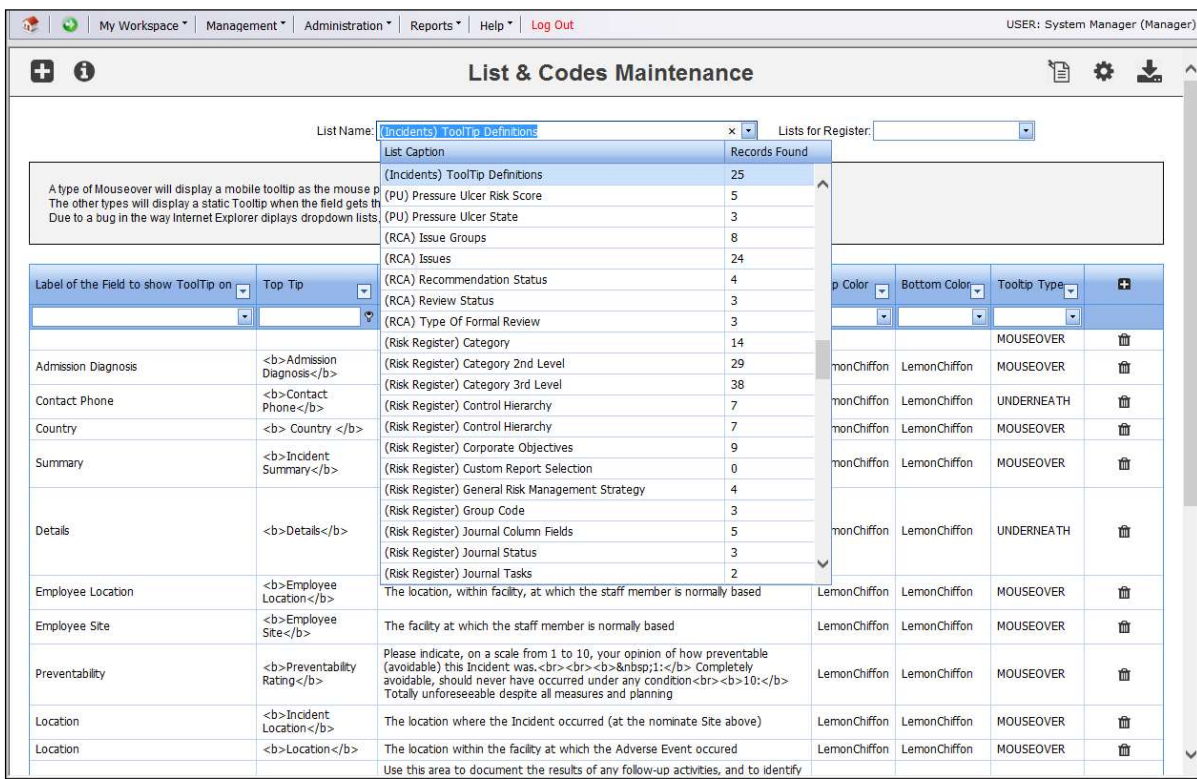 My Workspace Management Administration Reports Help Log Out USER: System Manager (Manager)
List & Codes Maintenance
List Name: (Incidents) ToolTip Definitions Lists for Register:
List Caption Records Found
(Incidents) ToolTip Definitions 25
(PU) Pressure Ulcer Risk Score 5
(PU) Pressure Ulcer State 3
(RCA) Issue Groups 8
(RCA) Issues 24
(RCA) Recommendation Status 4
(RCA) Review Status 3
(RCA) Type Of Formal Review 3
(Risk Register) Category 14
(Risk Register) Category 2nd Level 29
(Risk Register) Category 3rd Level 38
(Risk Register) Control Hierarchy 7
(Risk Register) Control Hierarchy 7
(Risk Register) Corporate Objectives 9
(Risk Register) Custom Report Selection 0
(Risk Register) General Risk Management Strategy 4
(Risk Register) Group Code 3
(Risk Register) Journal Column Fields 5
(Risk Register) Journal Status 3
(Risk Register) Journal Tasks 2
A type of Mouseover will display a mobile tooltip as the mouse p
The other types will display a static Tooltip when the field gets th
Due to a bug in the way Internet Explorer diplays dropdown lists,
Label of the Field to show ToolTip on Top Tip p Color Bottom Color Tooltip Type
MOUSEOVER
Admission Diagnosis <b>Admission Diagnosis</b> monChiffon LemonChiffon MOUSEOVER
Contact Phone <b>Contact Phone</b> monChiffon LemonChiffon UNDERNEATH
Country <b> Country </b> monChiffon LemonChiffon MOUSEOVER
Summary <b>Incident Summary</b> monChiffon LemonChiffon MOUSEOVER
Details <b>Details</b> monChiffon LemonChiffon UNDERNEATH
Employee Location <b>Employee Location</b> The location, within facility, at which the staff member is normally based LemonChiffon LemonChiffon MOUSEOVER
Employee Site <b>Employee Site</b> The facility at which the staff member is normally based LemonChiffon LemonChiffon MOUSEOVER
Please indicate, on a scale from 1 to 10, your opinion of how preventable
(avoidable) this Incident was.<br><br><b>&nbsp;1:</b> Completely
Preventability <b>Preventability Rating</b> avoidable, should never have occurred under any condition<br><b>10:</b> LemonChiffon LemonChiffon MOUSEOVER
Totally unforeseeable despite all measures and planning
Location <b>Incident Location</b> The location where the Incident occurred (at the nominate Site above) LemonChiffon LemonChiffon MOUSEOVER
Location <b>Location</b> The location within the facility at which the Adverse Event occured LemonChiffon LemonChiffon MOUSEOVER
Use this area to document the results of any follow-up activities, and to identify